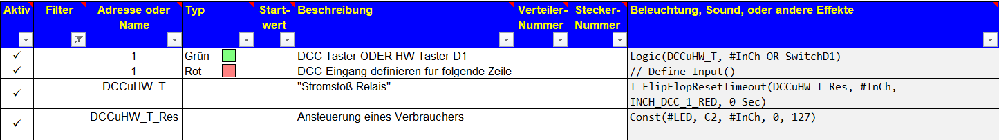 Aktiv Filter Adresse oder Name Typ Start-wert Beschreibung Verteiler-Nummer Stecker-Nummer Beleuchtung, Sound, oder andere Effekte
✓ 1 Grün DCC Taster ODER HW Taster D1 Logic(DCCuHW_T, #InCh OR SwitchD1)
✓ 1 Rot DCC Eingang definieren für folgende Zeile // Define Input()
✓ DCCuHW_T "Stromstoß Relais" T_FlipFlopResetTimeout(DCCuHW_T_Res, #InCh,
INCH_DCC_1_RED, 0 Sec)
✓ DCCuHW_T_Res Ansteuerung eines Verbrauchers Const(#LED, C2, #InCh, 0, 127)